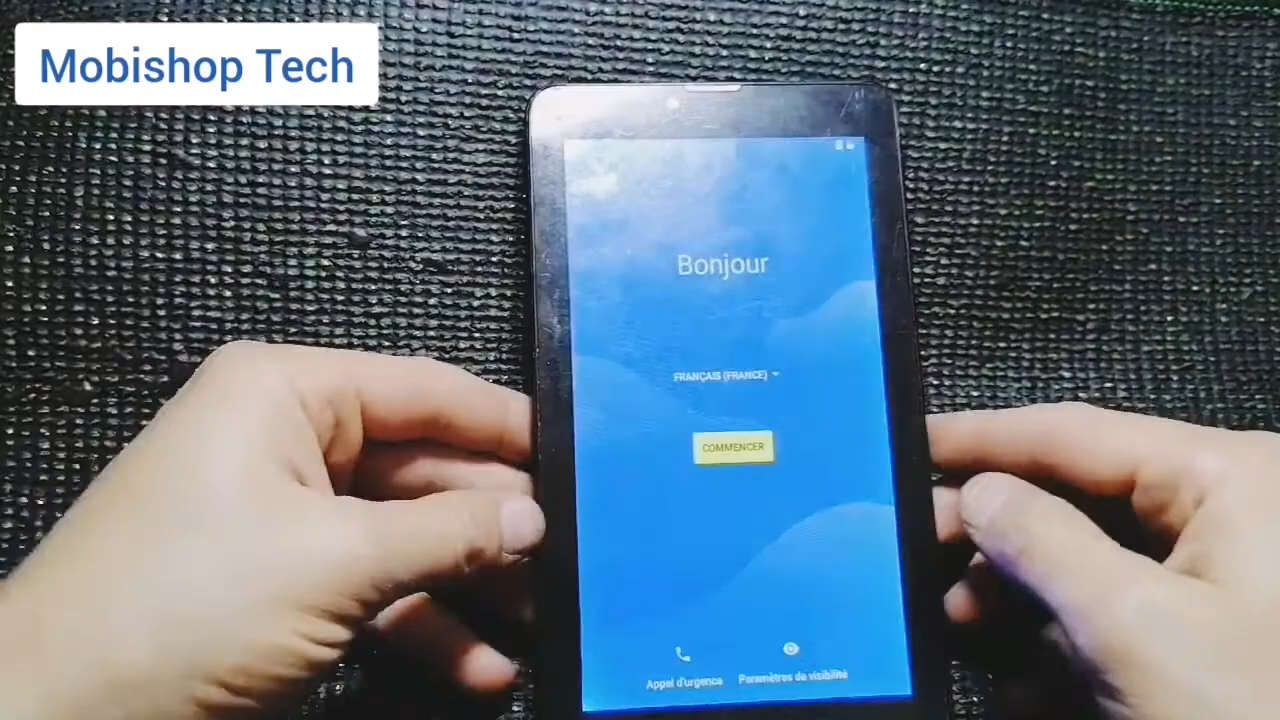 Mobishop Tech
Bonjour
FRANÇAIS (FRANCE)
COMMENCER
Appel d'urgence
Paramètres de visibilité